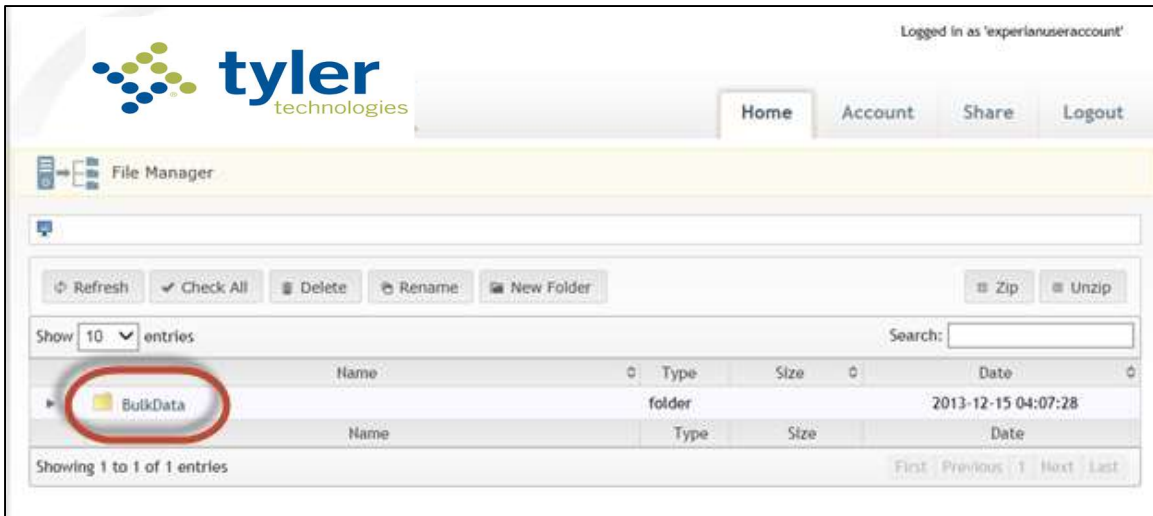 Logged in as 'experianuseraccount'
tyler
technologies
Home Account Share Logout
File Manager
Refresh Check All Delete Rename New Folder Zip Unzip
Show 10 entries Search:
Name Type Size Date
BulkData folder 2013-12-15 04:07:28
Name Type Size Date
Showing 1 to 1 of 1 entries First Previous 1 Next Last